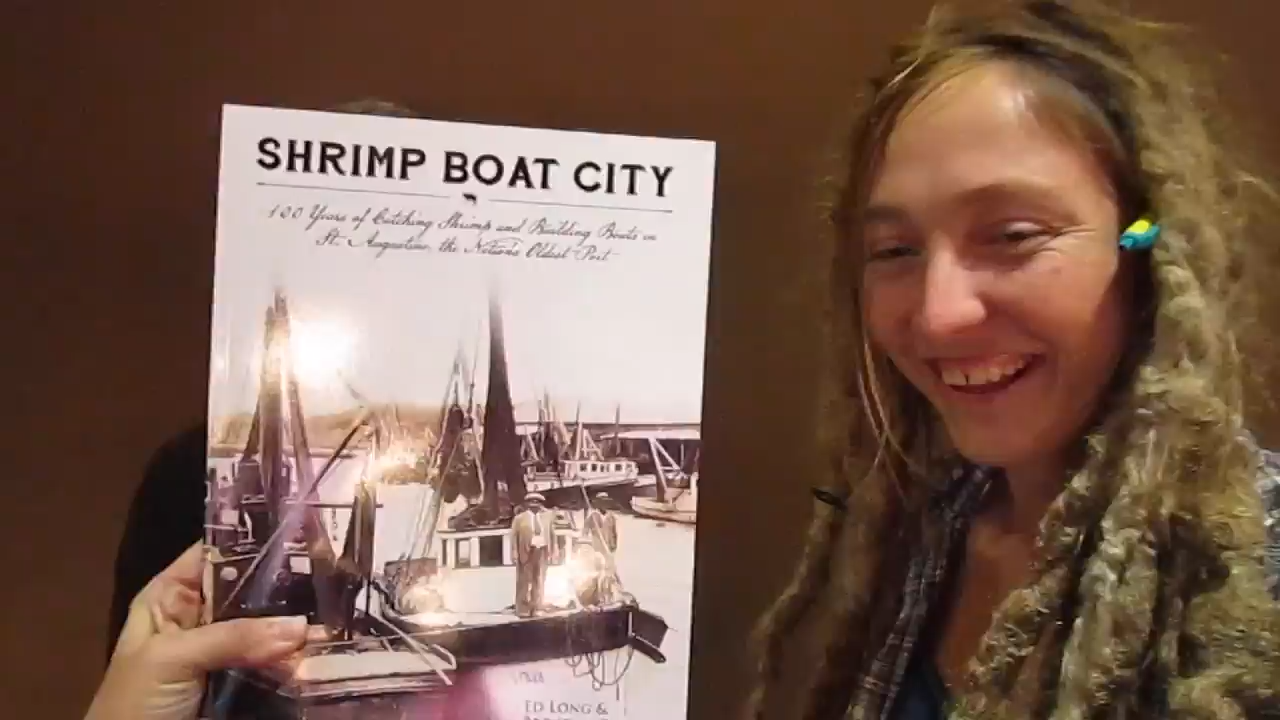 SHRIMP BOAT CITY
100 Years of Catching Shrimp and Building Boats in
St. Augustine, the Nation's Oldest Port
ED LONG &